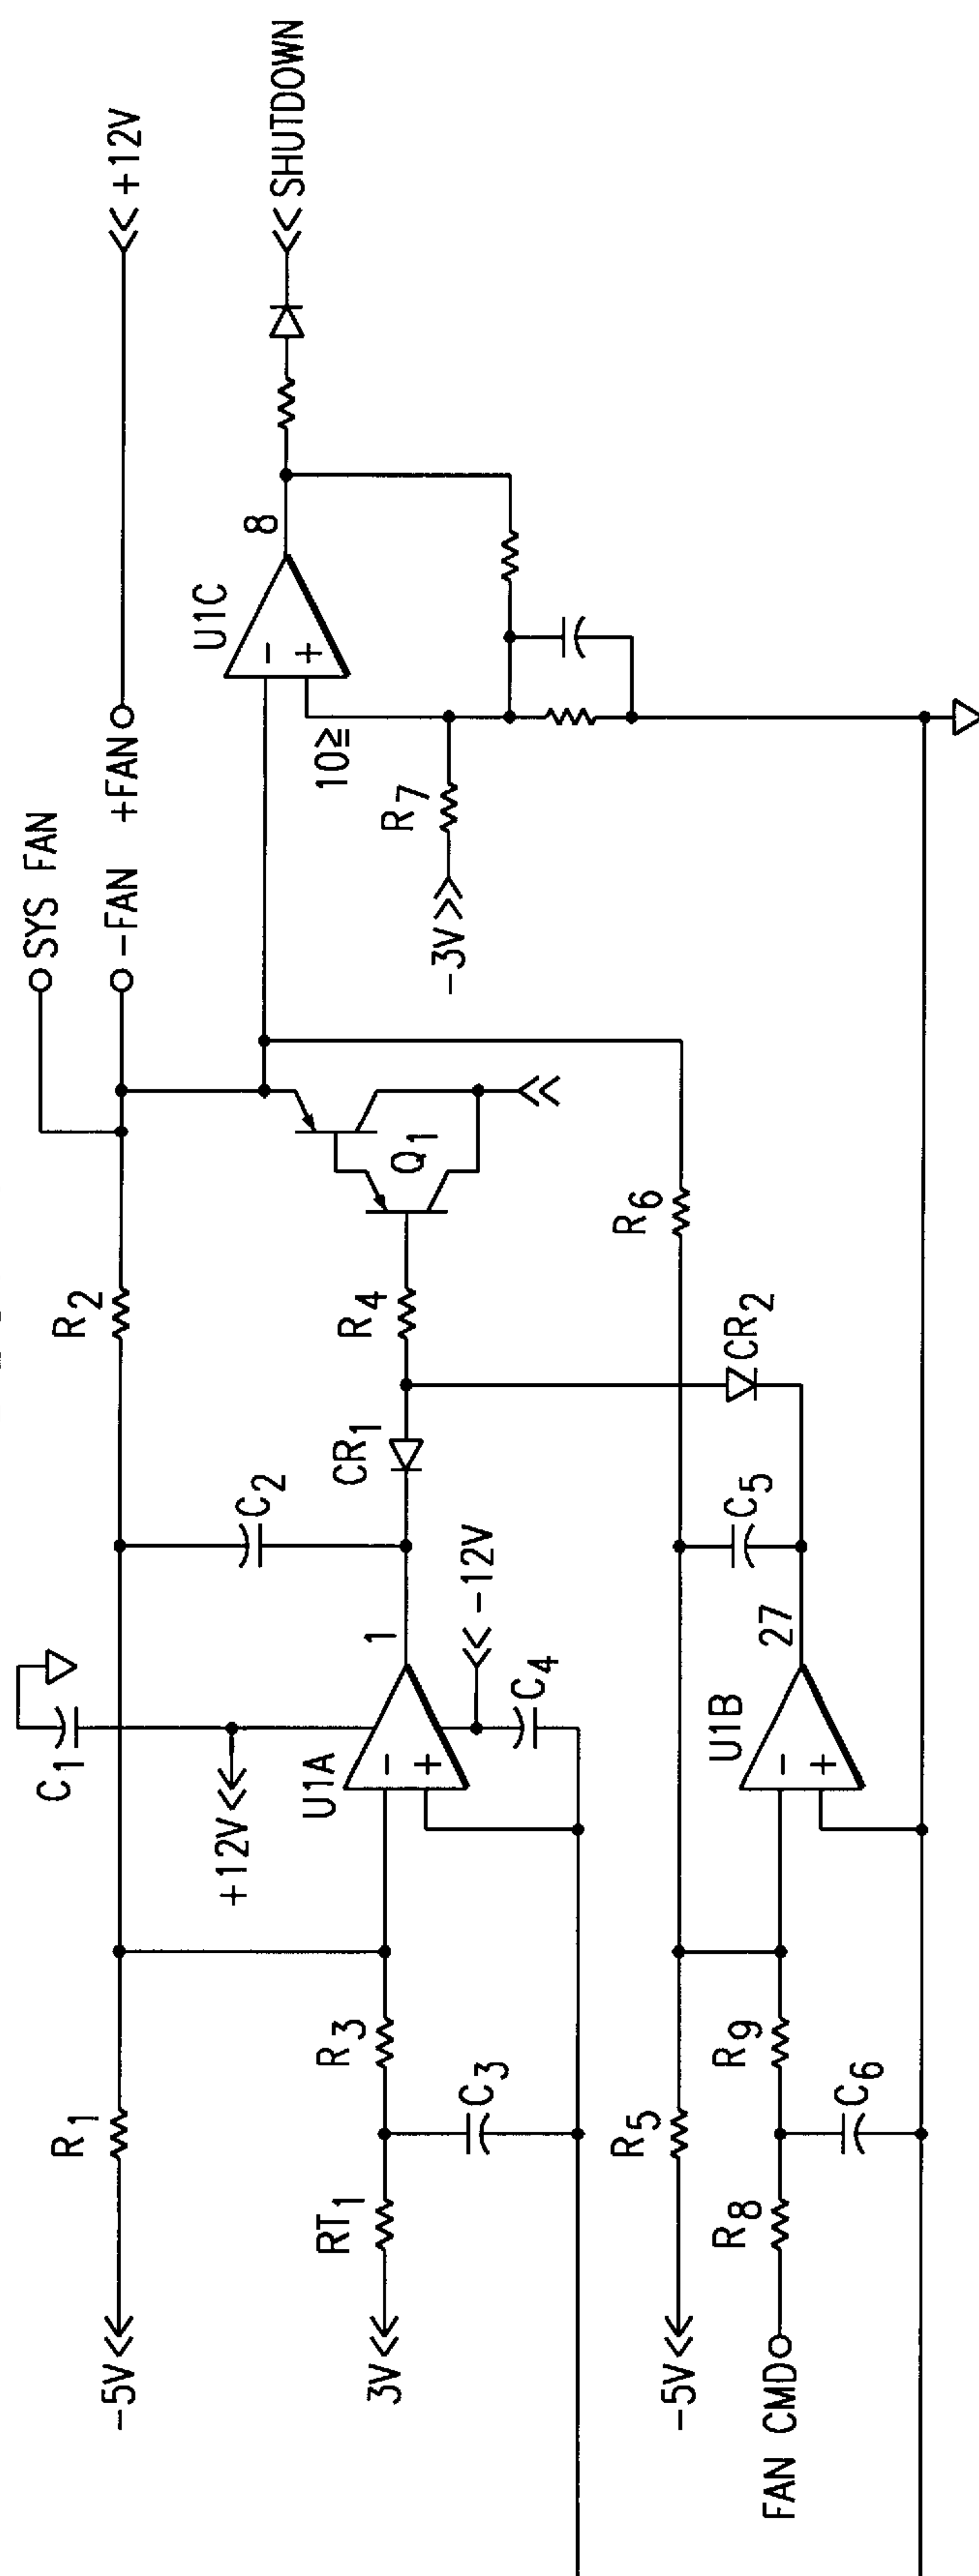 SYS FAN
-FAN
+FAN
+12V
R2
R1
-5V
C1
+12V
C2
SHUTDOWN
U1C
8
-
+
10≥
R7
-3V
Q1
R4
CR1
1
U1A
-
+
-12V
C4
R3
RT1
3V
C3
R6
CR2
C5
27
U1B
-
+
R5
-5V
R9
R8
C6
FAN CMD